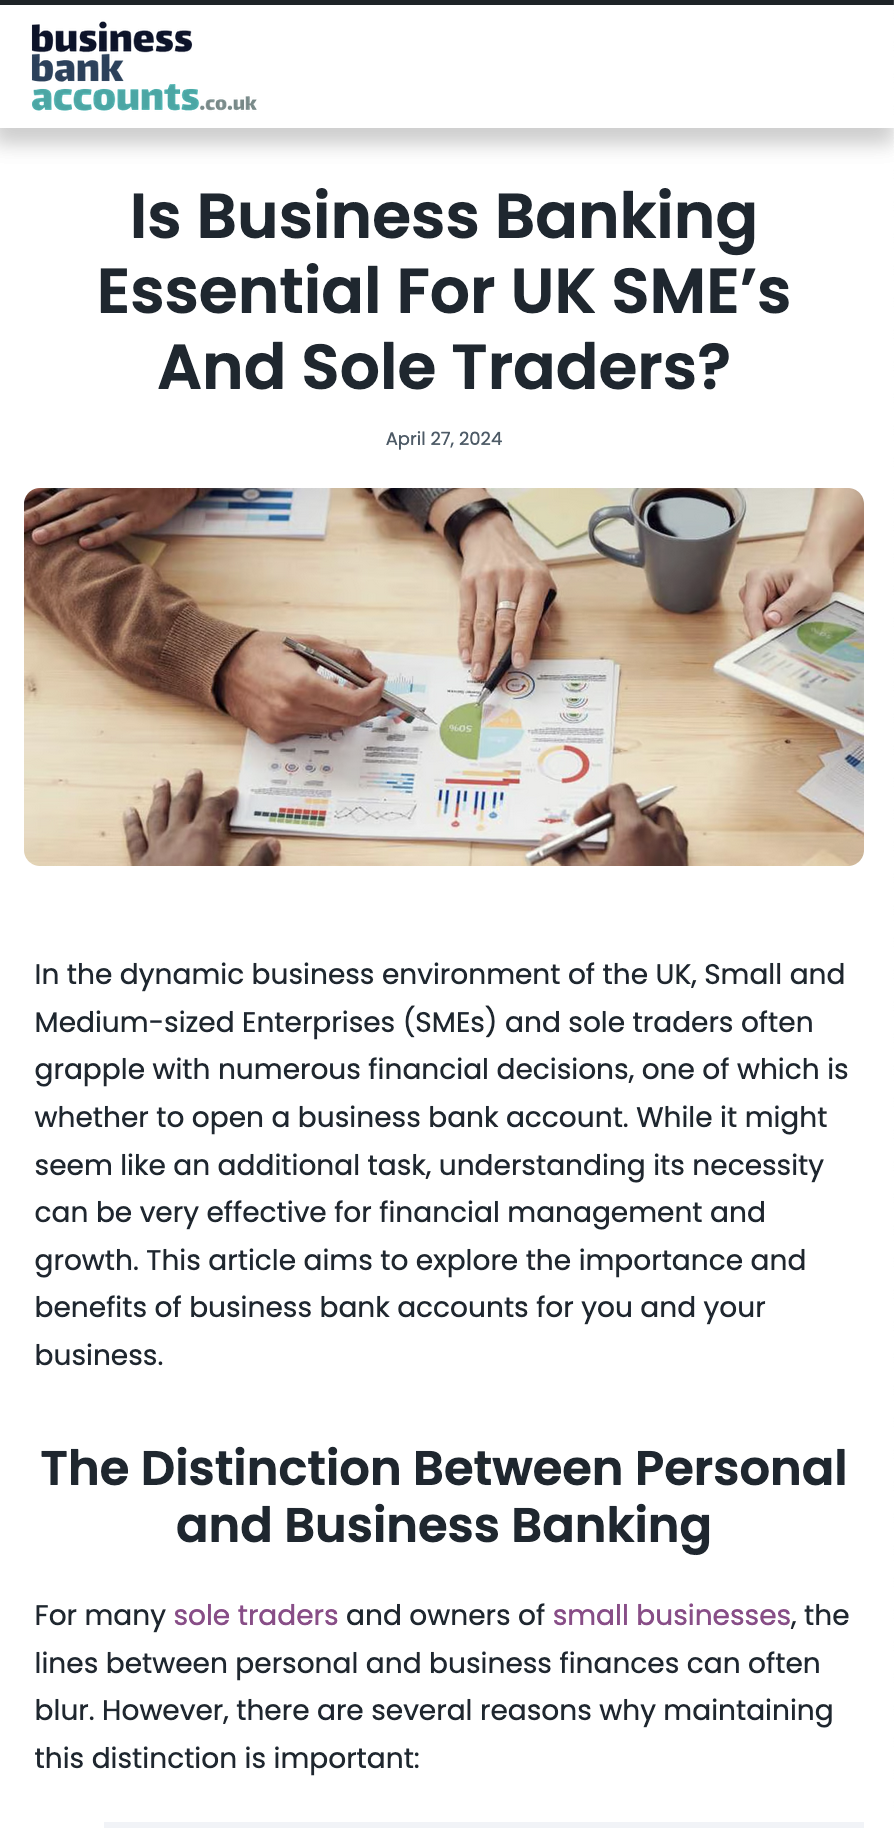 business
bank
accounts.co.uk
Is Business Banking
Essential For UK SME’s
And Sole Traders?
April 27, 2024
50%
In the dynamic business environment of the UK, Small and
Medium-sized Enterprises (SMEs) and sole traders often
grapple with numerous financial decisions, one of which is
whether to open a business bank account. While it might
seem like an additional task, understanding its necessity
can be very effective for financial management and
growth. This article aims to explore the importance and
benefits of business bank accounts for you and your
business.
The Distinction Between Personal
and Business Banking
For many sole traders and owners of small businesses, the
lines between personal and business finances can often
blur. However, there are several reasons why maintaining
this distinction is important: